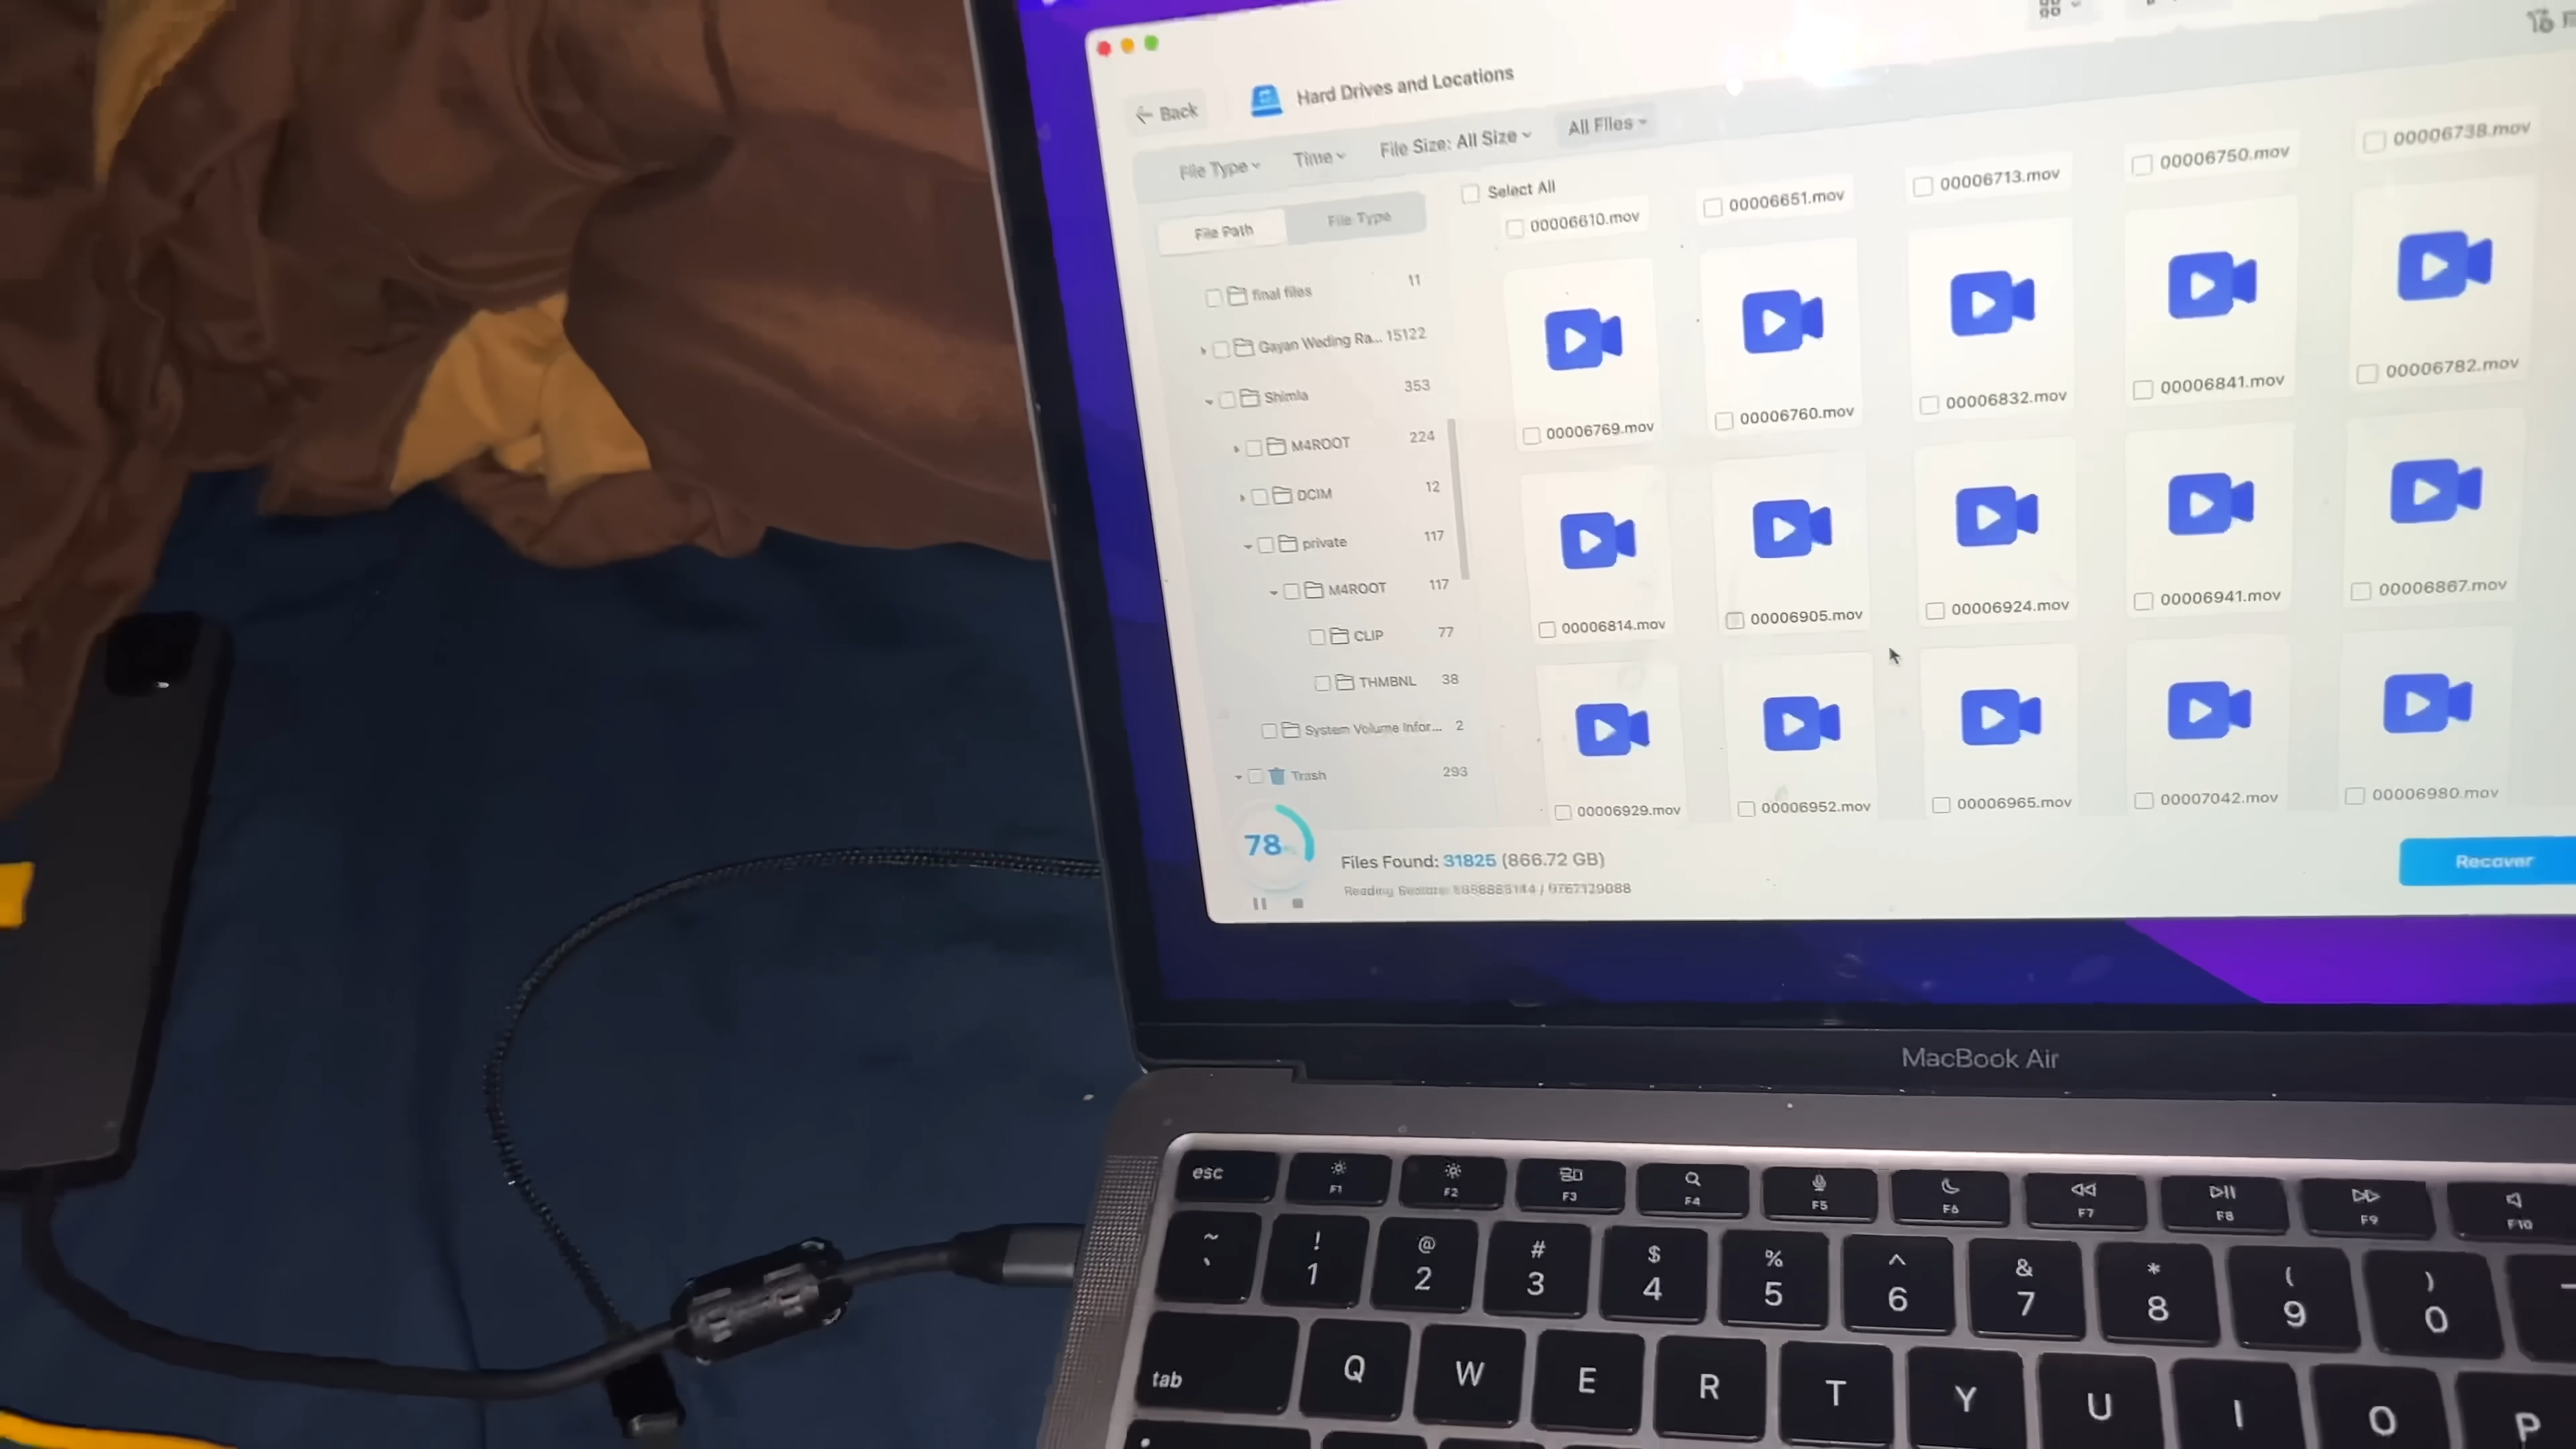 Back
Hard Drives and Locations
File Type
Time
File Size: All Size
All Files
File Path
File Type
Select All
00006610.mov
00006651.mov
00006713.mov
00006750.mov
00006738.mov
final files 11
Gayan Weding Ra... 15122
Shimla 353
M4ROOT 224
DCIM 12
private 117
M4ROOT 117
CLIP 77
THMBNL 38
System Volume Infor... 2
Trash 293
00006769.mov
00006760.mov
00006832.mov
00006841.mov
00006782.mov
00006814.mov
00006905.mov
00006924.mov
00006941.mov
00006867.mov
00006929.mov
00006952.mov
00006965.mov
00007042.mov
00006980.mov
78%
Files Found: 31825 (866.72 GB)
Reading
Recover
MacBook Air
esc F1 F2 F3 F4 F5 F6 F7 F8 F9 F10
~ ! @ # $ % ^ & * ( )
` 1 2 3 4 5 6 7 8 9 0
tab Q W E R T Y U I O P